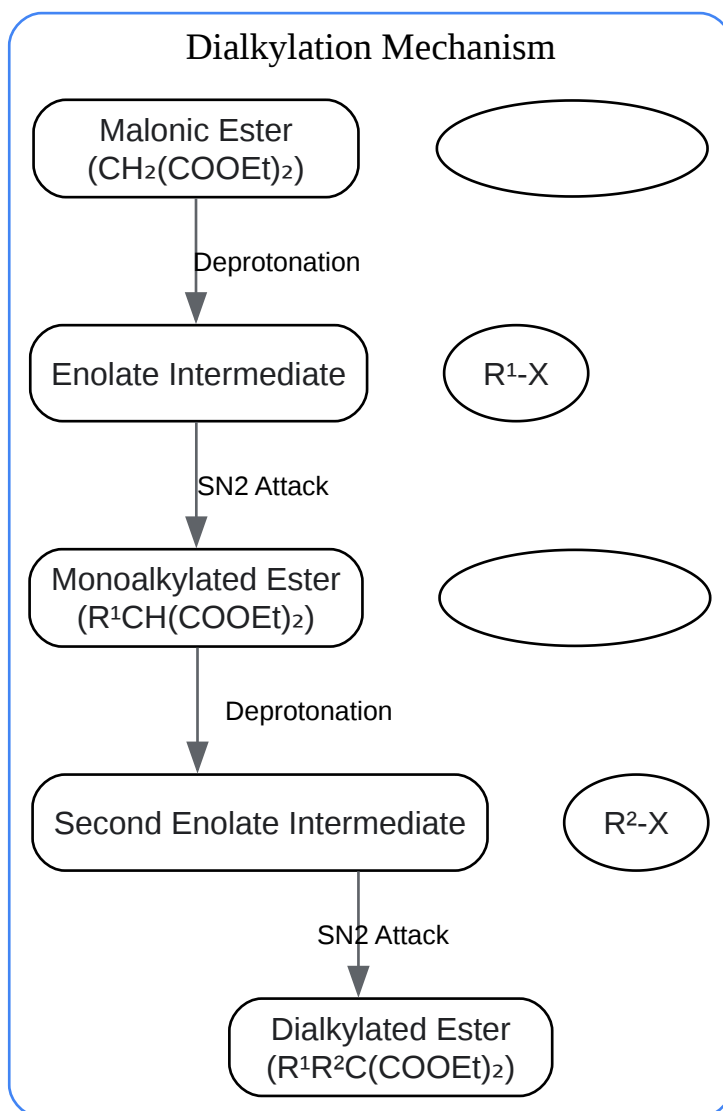 Dialkylation Mechanism
Malonic Ester
(CH₂(COOEt)₂)
Deprotonation
Enolate Intermediate
R¹-X
SN2 Attack
Monoalkylated Ester
(R¹CH(COOEt)₂)
Deprotonation
Second Enolate Intermediate
R²-X
SN2 Attack
Dialkylated Ester
(R¹R²C(COOEt)₂)